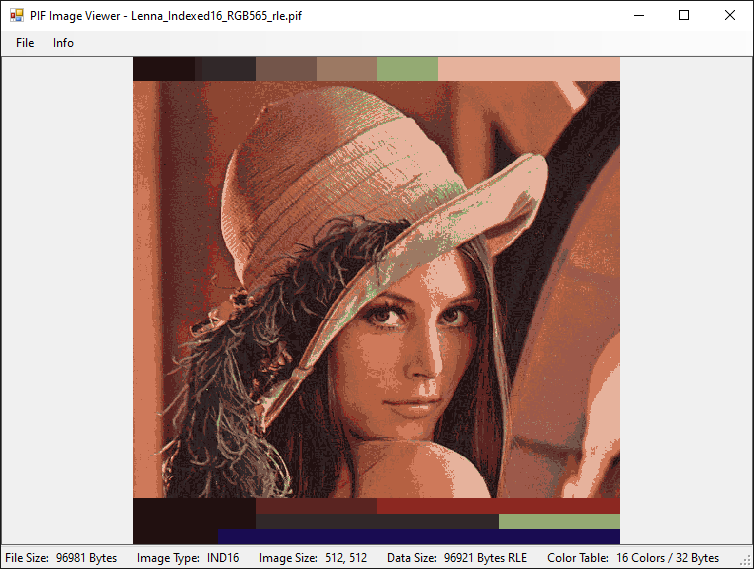 PIF Image Viewer - Lenna_Indexed16_RGB565_rle.pif
File Info
File Size: 96981 Bytes Image Type: IND16 Image Size: 512, 512 Data Size: 96921 Bytes RLE Color Table: 16 Colors / 32 Bytes